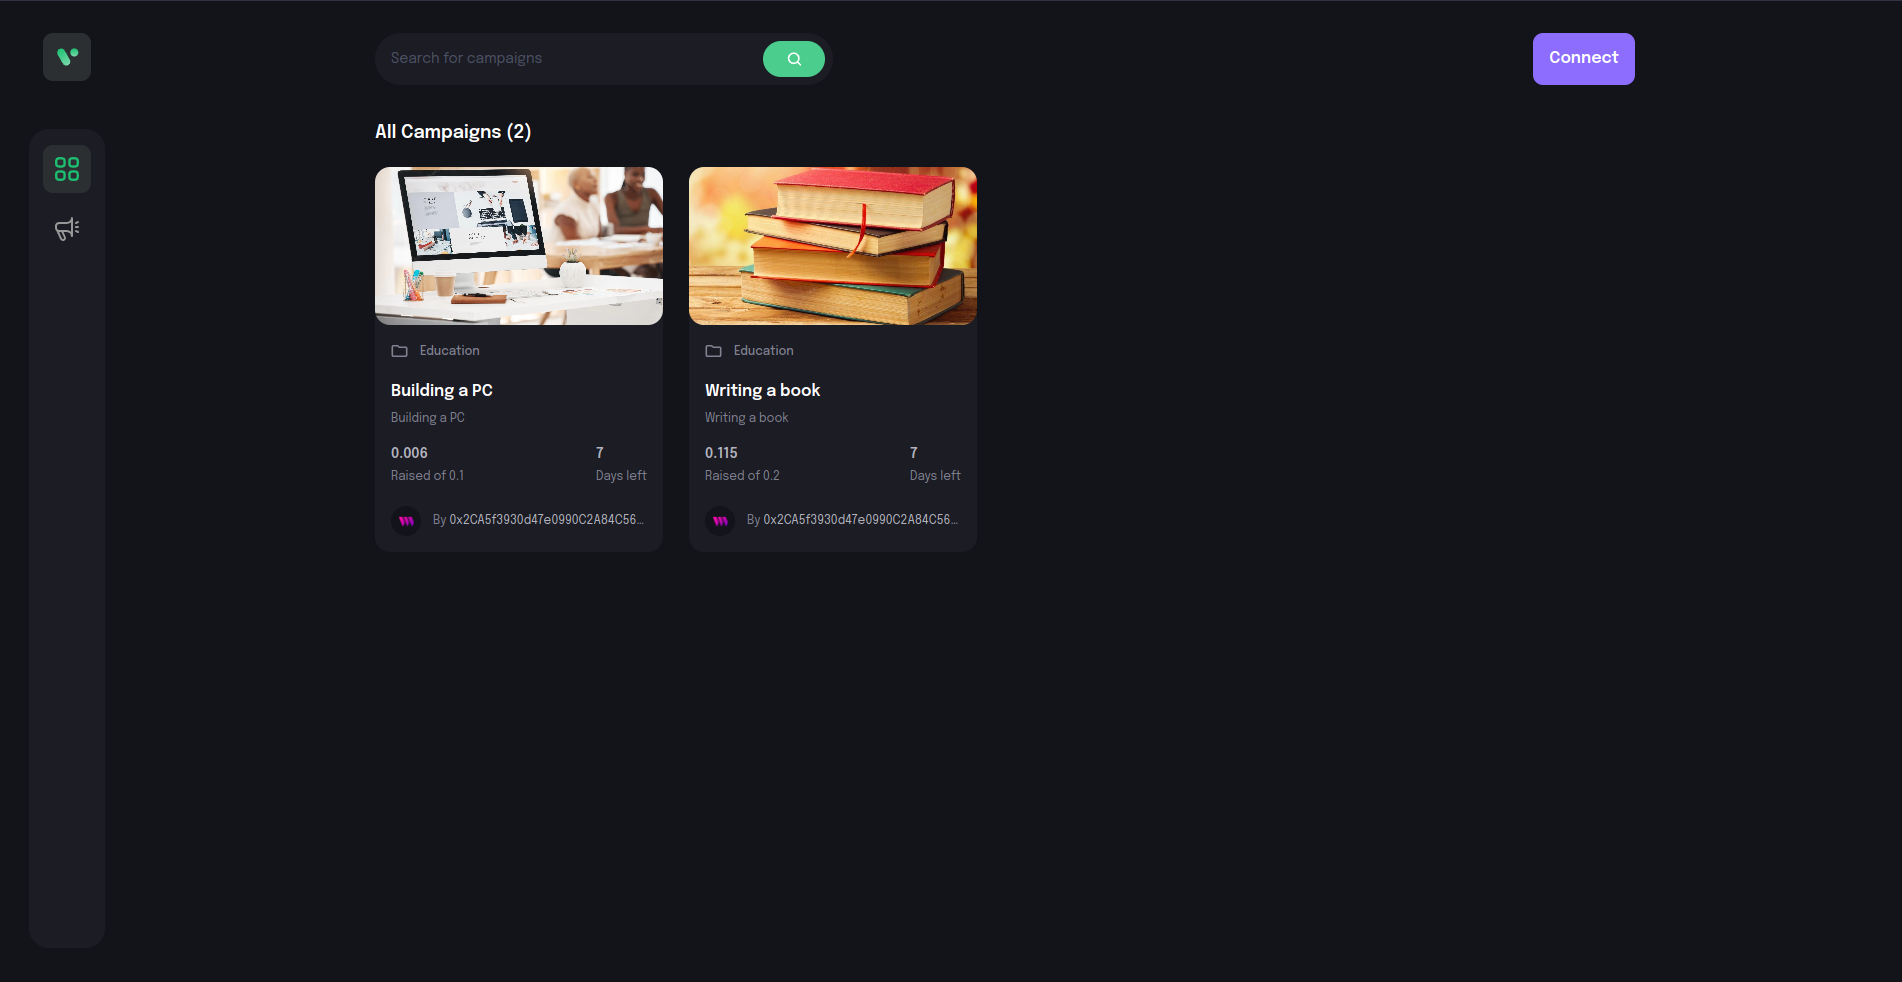 Search for campaigns
Connect
All Campaigns (2)
Education
Building a PC
Building a PC
0.006
7
Raised of 0.1
Days left
By 0x2CA5f3930d47e0990C2A84C56...
Education
Writing a book
Writing a book
0.115
7
Raised of 0.2
Days left
By 0x2CA5f3930d47e0990C2A84C56...